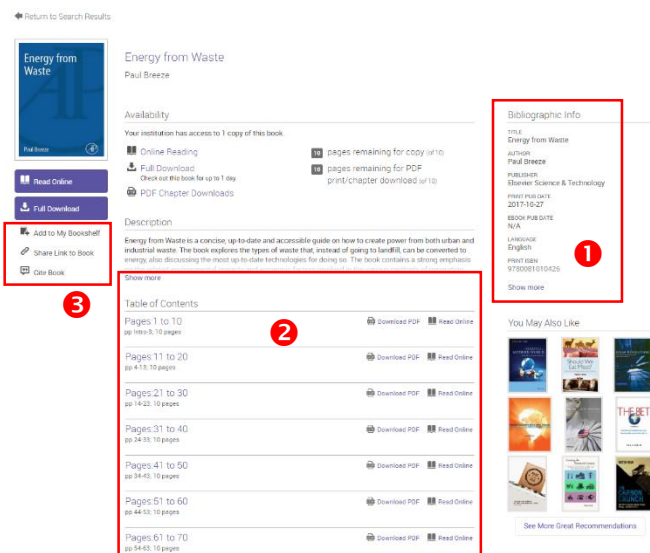 Return to Search Results
Energy from
Waste
Paul Breeze
Energy from Waste
Paul Breeze
Availability
Your institution has access to 1 copy of this book.
Online Reading
10 pages remaining for copy (of 10)
Full Download
Check out this book for up to 1 day.
10 pages remaining for PDF
print/chapter download (of 10)
PDF Chapter Downloads
Read Online
Full Download
Add to My Bookshelf
Share Link to Book
Cite Book
3
Description
Energy from Waste is a concise, up-to-date and accessible guide on how to create power from both urban and
industrial waste. The book explores the types of waste that, instead of going to landfill, can be converted to
energy, also discussing the most up-to-date technologies for doing so. The book contains a strong emphasis
Show more
Table of Contents
2
Pages 1 to 10
Download PDF Read Online
pp Intro-3; 10 pages
Pages 11 to 20
Download PDF Read Online
pp 4-13; 10 pages
Pages 21 to 30
Download PDF Read Online
pp 14-23; 10 pages
Pages 31 to 40
Download PDF Read Online
pp 24-33; 10 pages
Pages 41 to 50
Download PDF Read Online
pp 34-43; 10 pages
Pages 51 to 60
Download PDF Read Online
pp 44-53; 10 pages
Pages 61 to 70
Download PDF Read Online
pp 54-63; 10 pages
Bibliographic Info
TITLE
Energy from Waste
AUTHOR
Paul Breeze
PUBLISHER
Elsevier Science & Technology
PRINT PUB DATE
2017-10-27
EBOOK PUB DATE
N/A
LANGUAGE
English
PRINT ISBN
9780081010426
Show more
1
You May Also Like
Should We
Eat Meat?
THE BET
CARBON
CRUNCH
See More Great Recommendations